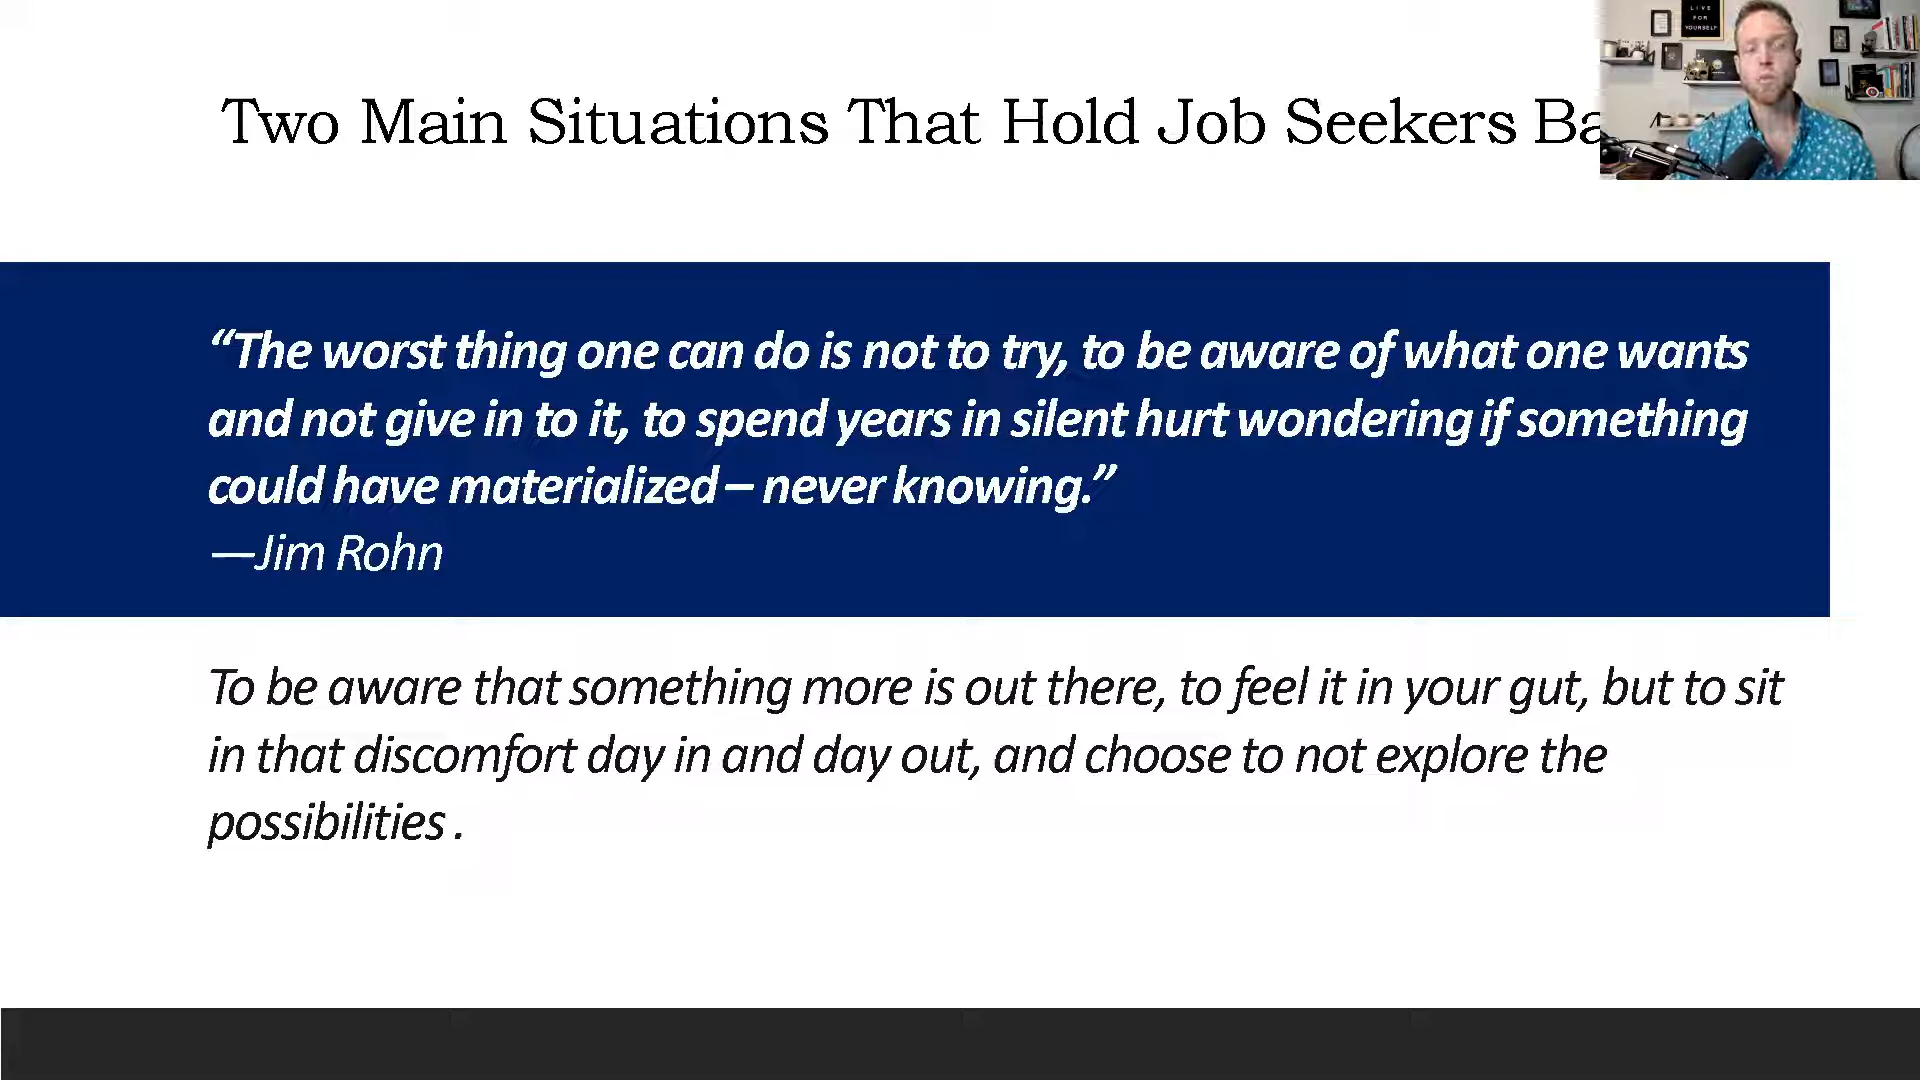 Two Main Situations That Hold Job Seekers Ba
LIVE
FOR
YOURSELF
“The worst thing one can do is not to try, to be aware of what one wants
and not give in to it, to spend years in silent hurt wondering if something
could have materialized – never knowing.”
—Jim Rohn
To be aware that something more is out there, to feel it in your gut, but to sit
in that discomfort day in and day out, and choose to not explore the
possibilities .